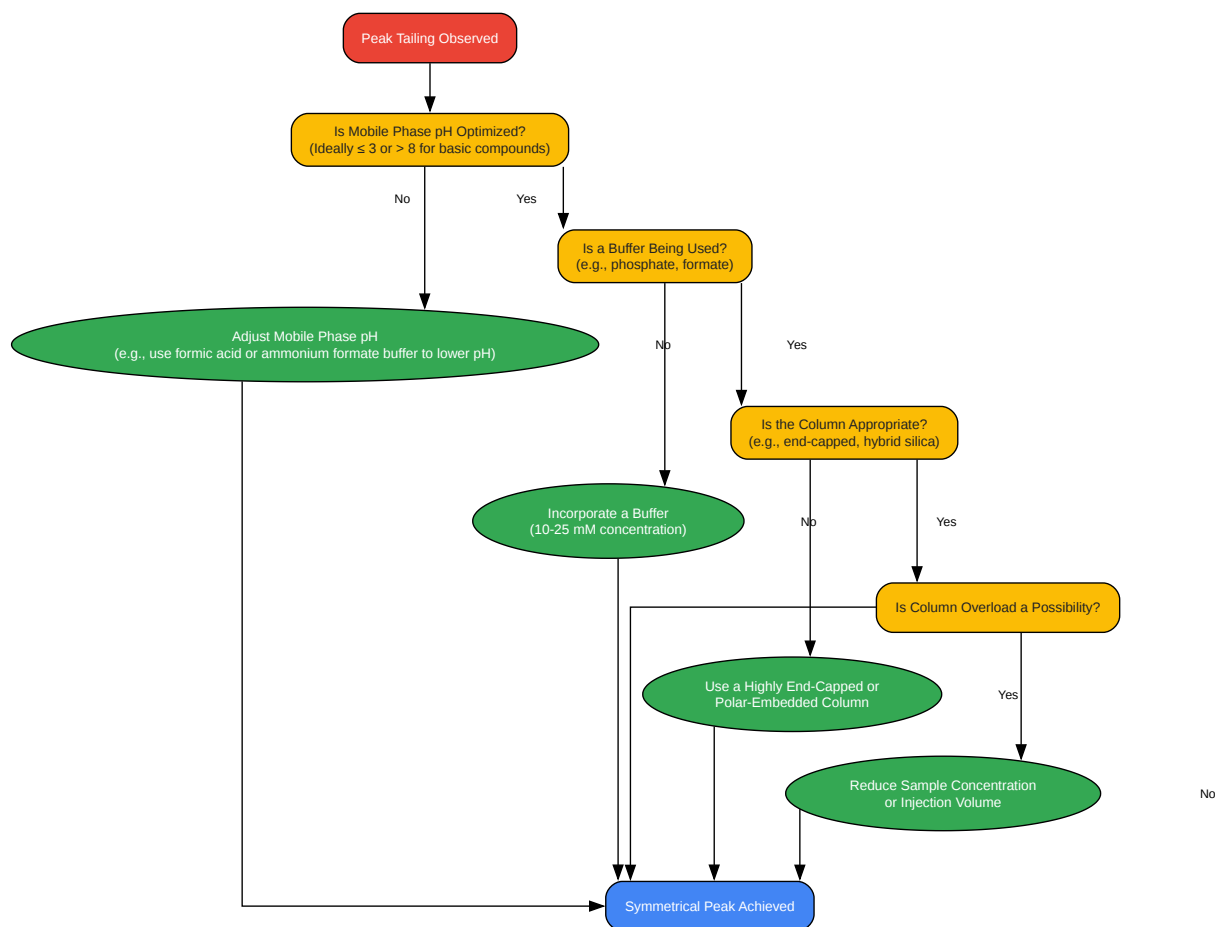 Peak Tailing Observed
Is Mobile Phase pH Optimized?
(Ideally ≤ 3 or > 8 for basic compounds)
No
Yes
Is a Buffer Being Used?
(e.g., phosphate, formate)
Adjust Mobile Phase pH
(e.g., use formic acid or ammonium formate buffer to lower pH)
No
Yes
Is the Column Appropriate?
(e.g., end-capped, hybrid silica)
Incorporate a Buffer
(10-25 mM concentration)
No
Yes
Is Column Overload a Possibility?
Use a Highly End-Capped or
Polar-Embedded Column
Yes
Reduce Sample Concentration
or Injection Volume
No
Symmetrical Peak Achieved